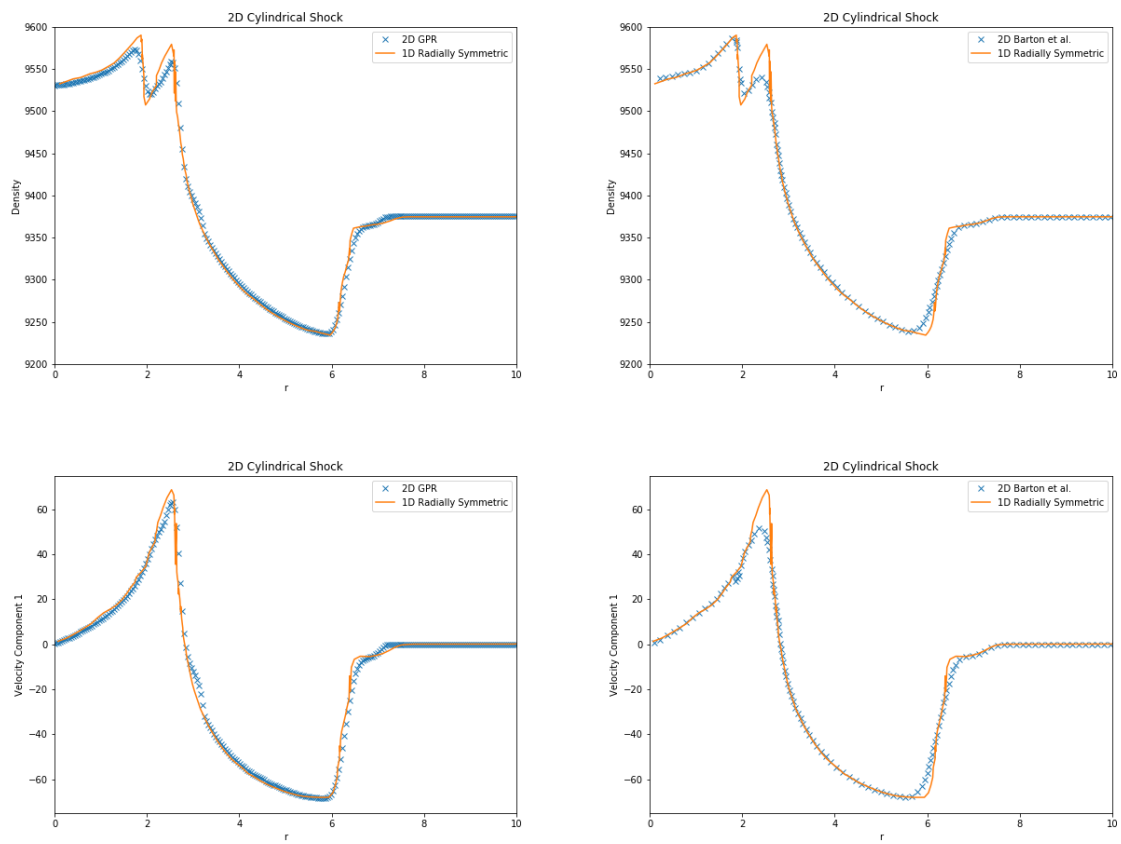 2D Cylindrical Shock
2D GPR
1D Radially Symmetric
9600
9550
9500
9450
9400
9350
9300
9250
9200
Density
0 2 4 6 8 10
r
2D Cylindrical Shock
2D Barton et al.
1D Radially Symmetric
9600
9550
9500
9450
9400
9350
9300
9250
9200
Density
0 2 4 6 8 10
r
2D Cylindrical Shock
2D GPR
1D Radially Symmetric
60
40
20
0
−20
−40
−60
Velocity Component 1
0 2 4 6 8 10
r
2D Cylindrical Shock
2D Barton et al.
1D Radially Symmetric
60
40
20
0
−20
−40
−60
Velocity Component 1
0 2 4 6 8 10
r